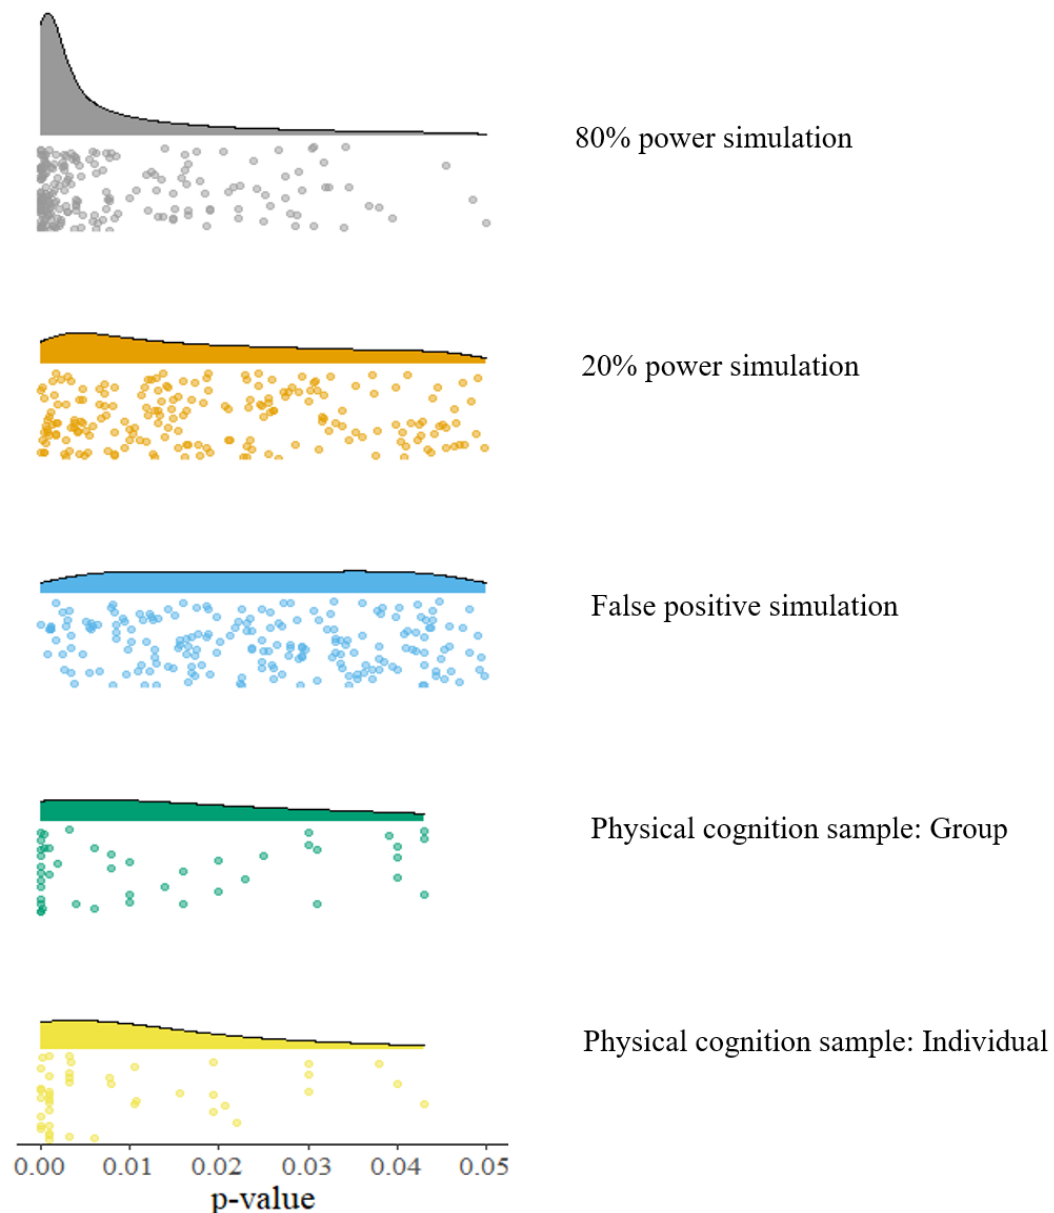 80% power simulation
20% power simulation
False positive simulation
Physical cognition sample: Group
Physical cognition sample: Individual
0.00 0.01 0.02 0.03 0.04 0.05
p-value